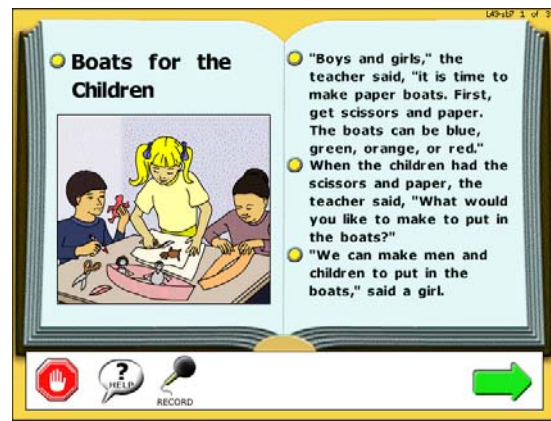 L49-sb7 1 of 3
Boats for the
Children
"Boys and girls," the
teacher said, "it is time to
make paper boats. First,
get scissors and paper.
The boats can be blue,
green, orange, or red."
When the children had the
scissors and paper, the
teacher said, "What would
you like to make to put in
the boats?"
"We can make men and
children to put in the
boats," said a girl.
?
HELP
RECORD